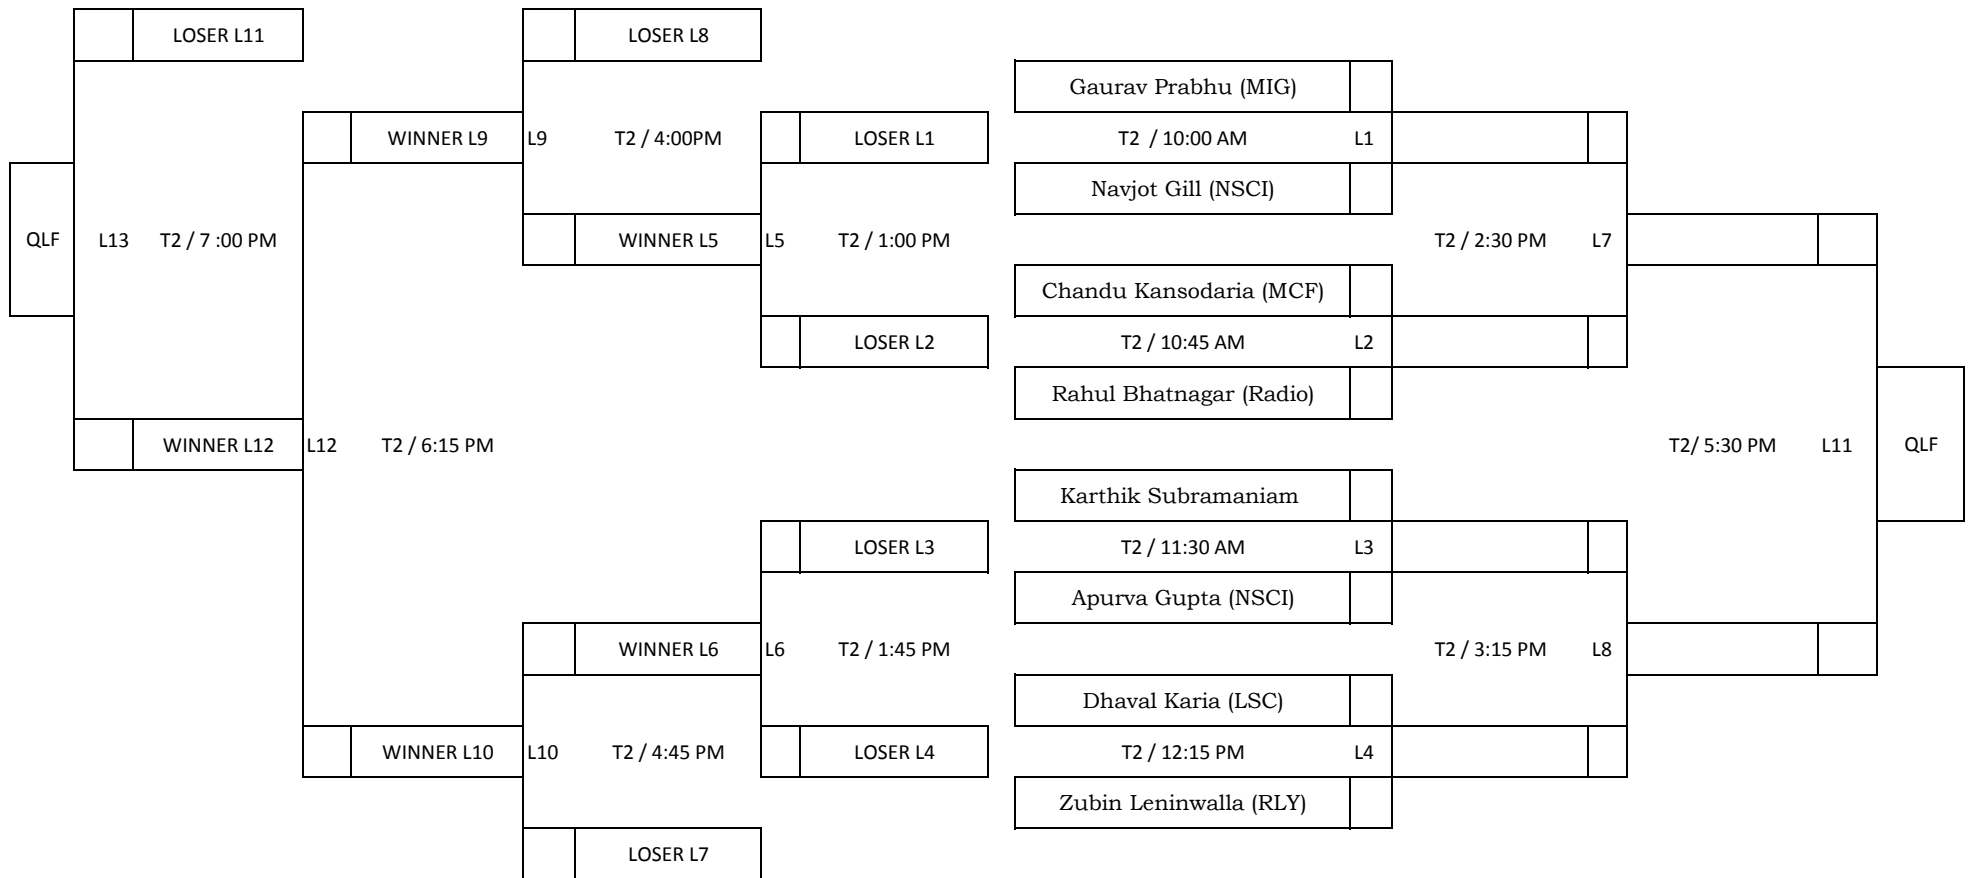 LOSER L11
LOSER L8
Gaurav Prabhu (MIG)
WINNER L9 L9 T2 / 4:00PM LOSER L1 T2 / 10:00 AM L1
Navjot Gill (NSCI)
QLF L13 T2 / 7 :00 PM WINNER L5 L5 T2 / 1:00 PM T2 / 2:30 PM L7
Chandu Kansodaria (MCF)
LOSER L2 T2 / 10:45 AM L2
Rahul Bhatnagar (Radio)
WINNER L12 L12 T2 / 6:15 PM T2/ 5:30 PM L11 QLF
Karthik Subramaniam
LOSER L3 T2 / 11:30 AM L3
Apurva Gupta (NSCI)
WINNER L6 L6 T2 / 1:45 PM T2 / 3:15 PM L8
Dhaval Karia (LSC)
WINNER L10 L10 T2 / 4:45 PM LOSER L4 T2 / 12:15 PM L4
Zubin Leninwalla (RLY)
LOSER L7